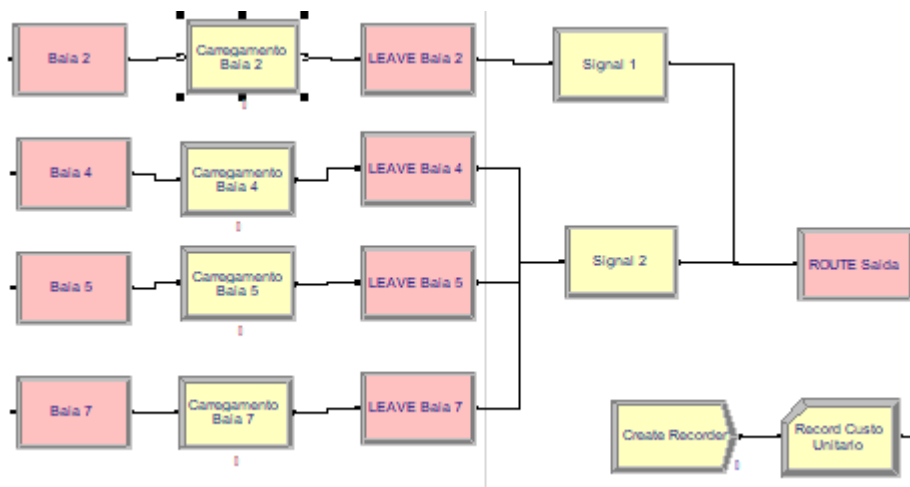 Baia 2
Carregamento
Baia 2
LEAVE Baia 2
Signal 1
Baia 4
Carregamento
Baia 4
LEAVE Baia 4
Signal 2
ROUTE Saida
Baia 5
Carregamento
Baia 5
LEAVE Baia 5
Baia 7
Carregamento
Baia 7
LEAVE Baia 7
Create Recorder
Record Custo
Unitario